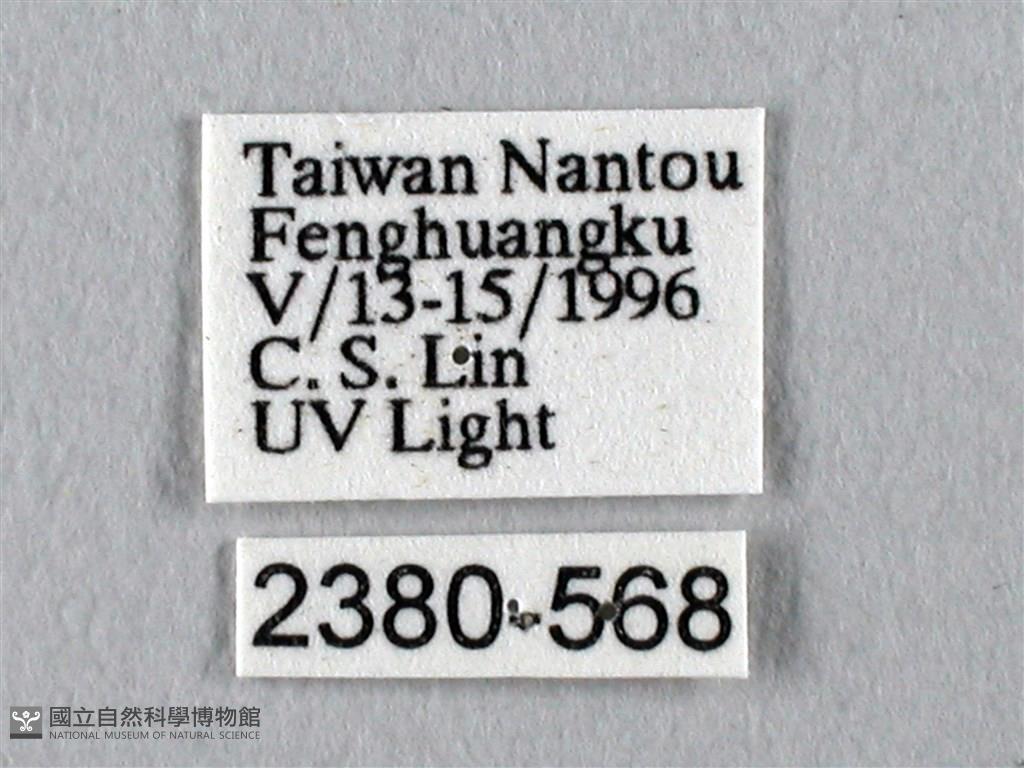 Taiwan Nantou
Fenghuangku
V/13-15/1996
C. S. Lin
UV Light
2380-568
國立自然科學博物館
NATIONAL MUSEUM OF NATURAL SCIENCE